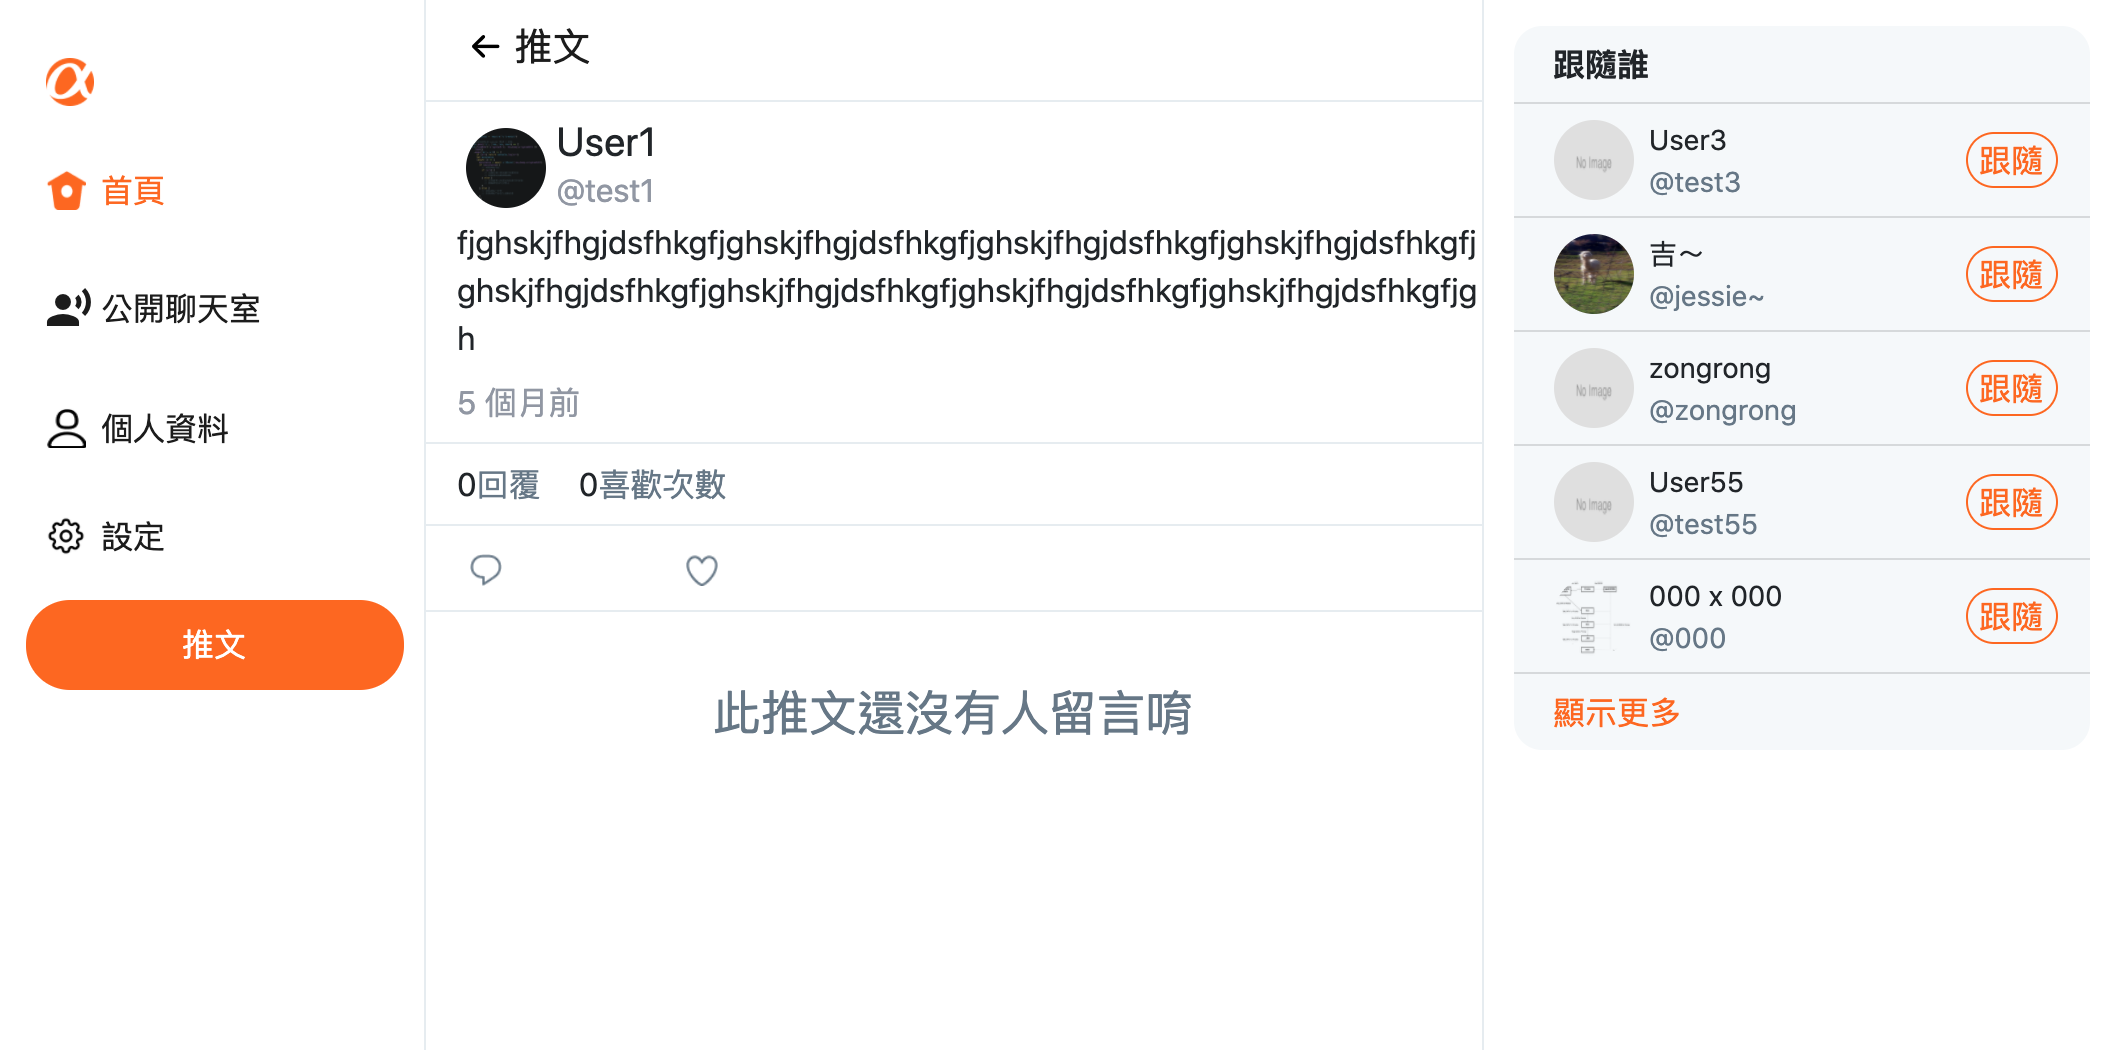 首頁
公開聊天室
個人資料
設定
推文
推文
User1
@test1
fjghskjfhgjdsfhkgfjghskjfhgjdsfhkgfjghskjfhgjdsfhkgfjghskjfhgjdsfhkgfj
ghskjfhgjdsfhkgfjghskjfhgjdsfhkgfjghskjfhgjdsfhkgfjghskjfhgjdsfhkgfjg
h
5 個月前
0回覆 0喜歡次數
此推文還沒有人留言唷
跟隨誰
No Image
User3
@test3
跟隨
吉～
@jessie~
跟隨
No Image
zongrong
@zongrong
跟隨
No Image
User55
@test55
跟隨
000 x 000
@000
跟隨
顯示更多